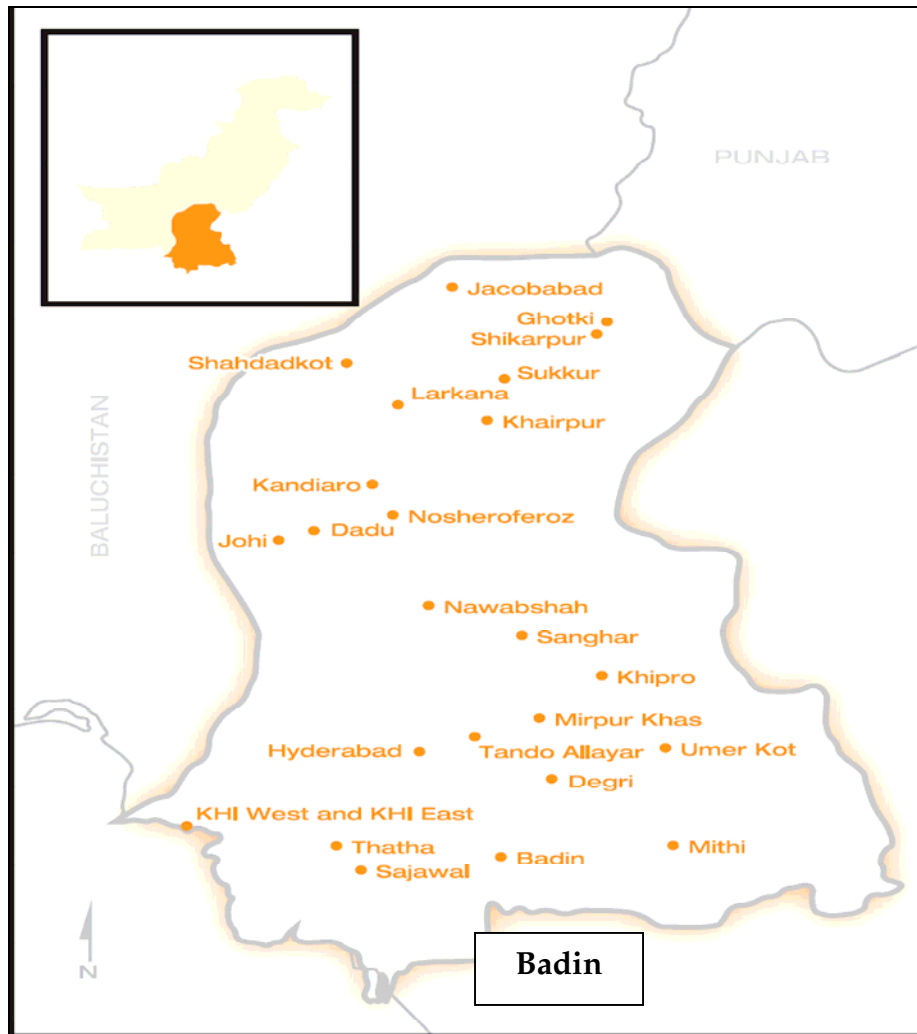 PUNJAB
Jacobabad
Ghotki
Shikarpur
Shahdadkot
Sukkur
Larkana
Khairpur
BALUCHISTAN
Kandiaro
Nosheroferoz
Dadu
Johi
Nawabshah
Sanghar
Khipro
Mirpur Khas
Hyderabad
Tando Allayar
Umer Kot
Degri
KHI West and KHI East
Thatha
Badin
Mithi
Sajawal
N
Badin